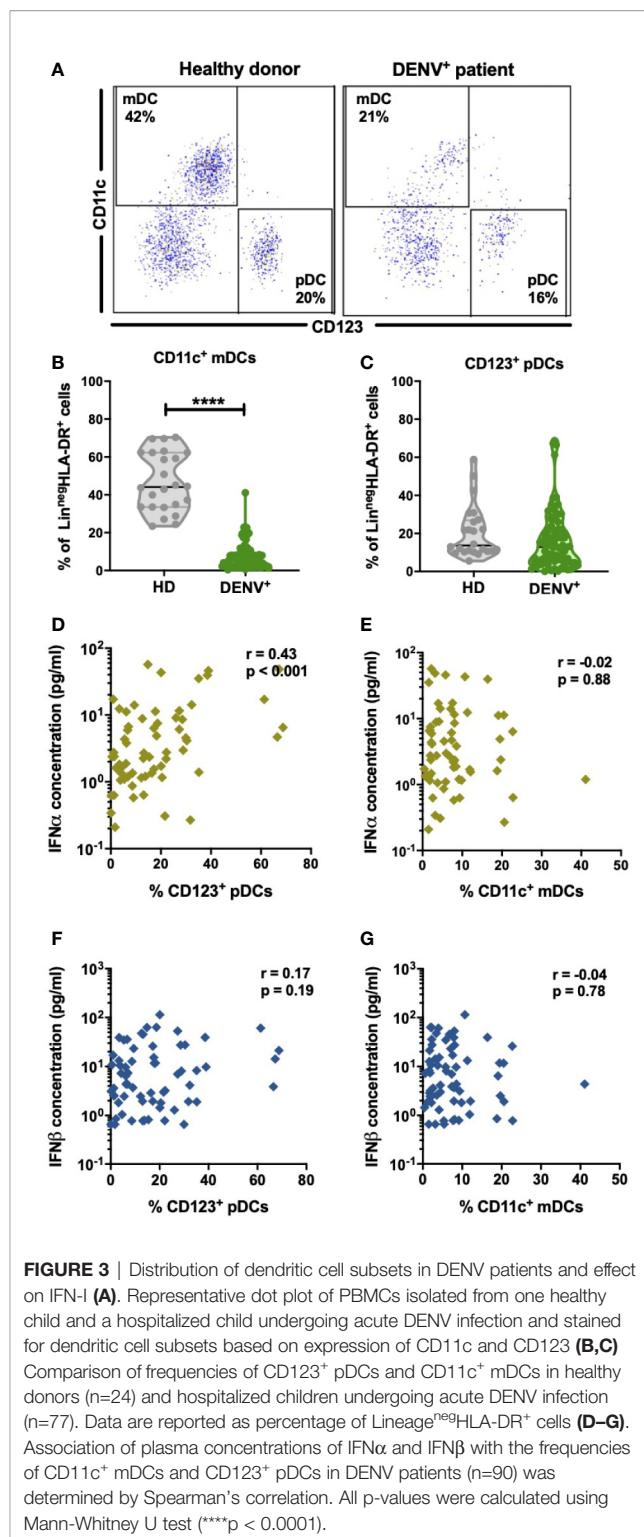 A
Healthy donor
DENV⁺ patient
mDC
42%
mDC
21%
CD11c
pDC
20%
pDC
16%
CD123
B
CD11c⁺ mDCs
****
% of LinⁿᵉᵍHLA-DR⁺ cells
100
80
60
40
20
0
HD
DENV⁺
C
CD123⁺ pDCs
% of LinⁿᵉᵍHLA-DR⁺ cells
100
80
60
40
20
0
HD
DENV⁺
D
r = 0.43
p < 0.001
IFNα concentration (pg/ml)
10²
10¹
10⁰
10⁻¹
0 20 40 60 80
% CD123⁺ pDCs
E
r = -0.02
p = 0.88
IFNα concentration (pg/ml)
10²
10¹
10⁰
10⁻¹
0 10 20 30 40 50
% CD11c⁺ mDCs
F
r = 0.17
p = 0.19
IFNβ concentration (pg/ml)
10³
10²
10¹
10⁰
10⁻¹
0 20 40 60 80
% CD123⁺ pDCs
G
r = -0.04
p = 0.78
IFNβ concentration (pg/ml)
10³
10²
10¹
10⁰
10⁻¹
0 10 20 30 40 50
% CD11c⁺ mDCs
FIGURE 3 | Distribution of dendritic cell subsets in DENV patients and effect
on IFN-I (A). Representative dot plot of PBMCs isolated from one healthy
child and a hospitalized child undergoing acute DENV infection and stained
for dendritic cell subsets based on expression of CD11c and CD123 (B,C)
Comparison of frequencies of CD123⁺ pDCs and CD11c⁺ mDCs in healthy
donors (n=24) and hospitalized children undergoing acute DENV infection
(n=77). Data are reported as percentage of LineageⁿᵉᵍHLA-DR⁺ cells (D–G).
Association of plasma concentrations of IFNα and IFNβ with the frequencies
of CD11c⁺ mDCs and CD123⁺ pDCs in DENV patients (n=90) was
determined by Spearman's correlation. All p-values were calculated using
Mann-Whitney U test (****p < 0.0001).